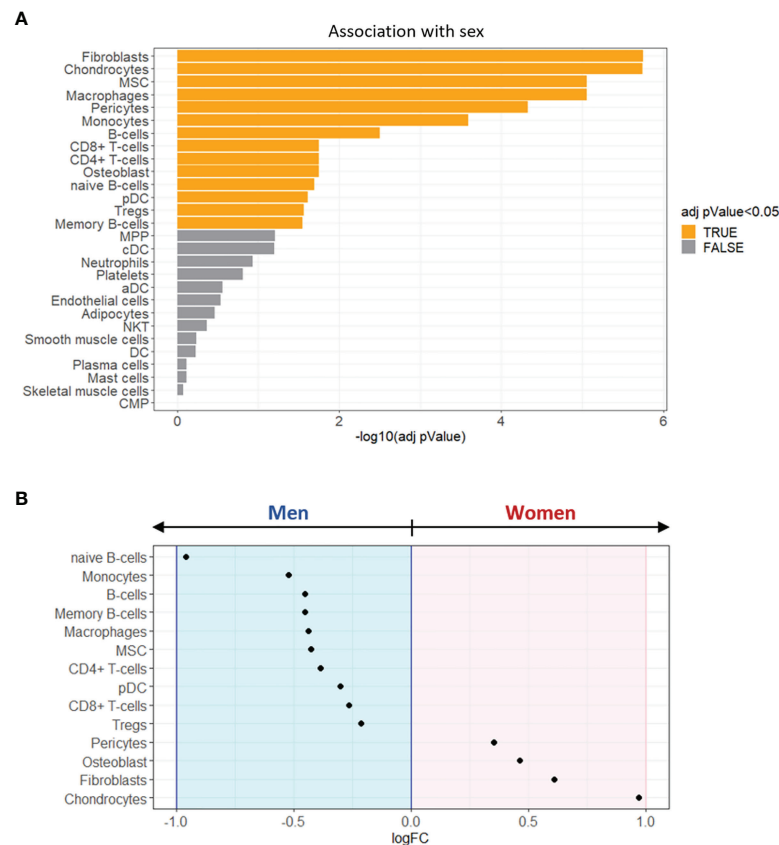 A
Association with sex
Fibroblasts
Chondrocytes
MSC
Macrophages
Pericytes
Monocytes
B-cells
CD8+ T-cells
CD4+ T-cells
Osteoblast
naive B-cells
pDC
Tregs
Memory B-cells
MPP
cDC
Neutrophils
Platelets
aDC
Endothelial cells
Adipocytes
NKT
Smooth muscle cells
DC
Plasma cells
Mast cells
Skeletal muscle cells
CMP
0 2 4 6
-log10(adj pValue)
adj pValue<0.05
TRUE
FALSE
B
Men Women
naive B-cells
Monocytes
B-cells
Memory B-cells
Macrophages
MSC
CD4+ T-cells
pDC
CD8+ T-cells
Tregs
Pericytes
Osteoblast
Fibroblasts
Chondrocytes
-1.0 -0.5 0.0 0.5 1.0
logFC